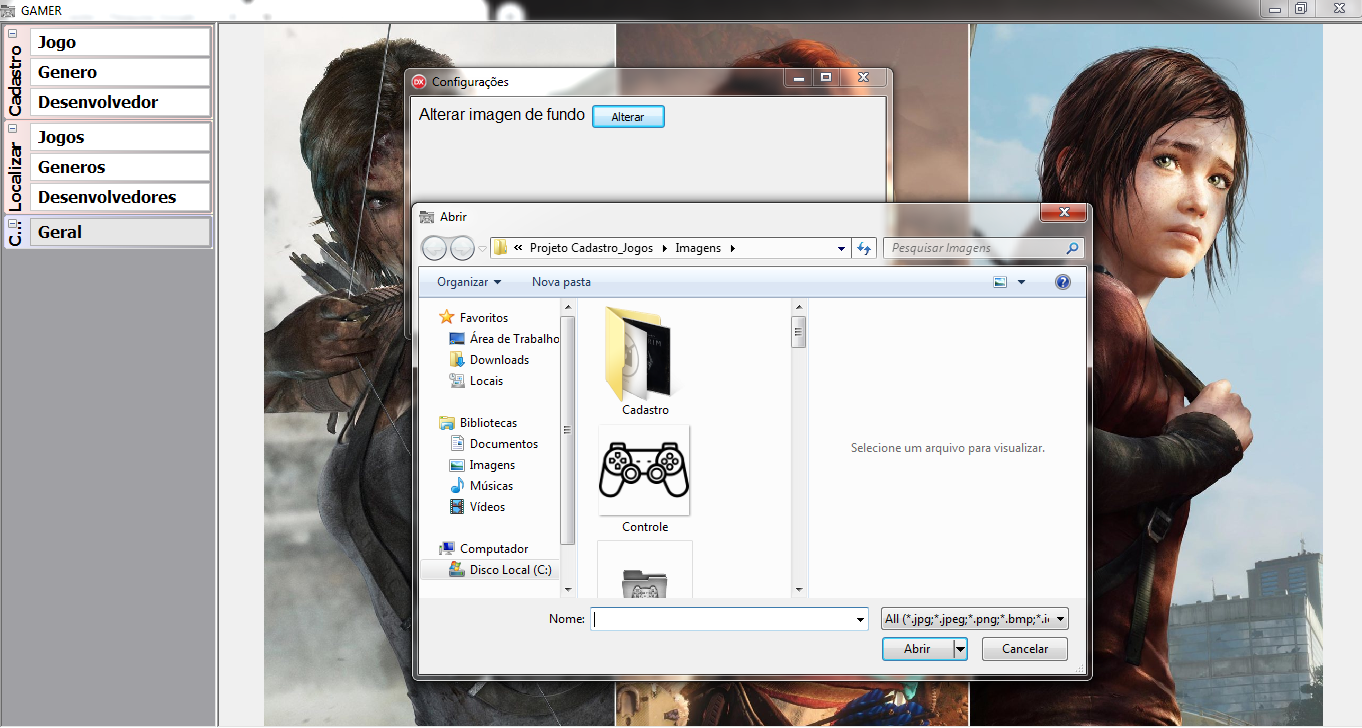 GAMER
Cadastro
Jogo
Genero
Desenvolvedor
Localizar
Jogos
Generos
Desenvolvedores
C...
Geral
DX Configurações
Alterar imagen de fundo Alterar
Abrir
« Projeto Cadastro_Jogos Imagens Pesquisar Imagens
Organizar Nova pasta
Favoritos
Área de Trabalho
Downloads
Locais
Bibliotecas
Documentos
Imagens
Músicas
Vídeos
Computador
Disco Local (C:)
Cadastro
Controle
Selecione um arquivo para visualizar.
Nome: All (*.jpg;*.jpeg;*.png;*.bmp;*.i
Abrir Cancelar